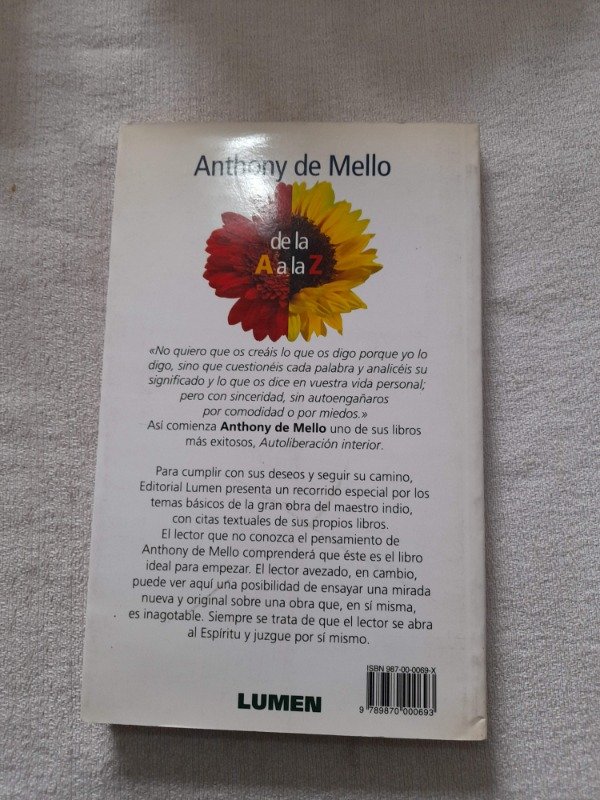 Anthony de Mello
de la
A a la Z
«No quiero que os creáis lo que os digo porque yo lo
digo, sino que cuestionéis cada palabra y analicéis su
significado y lo que os dice en vuestra vida personal;
pero con sinceridad, sin autoengañaros
por comodidad o por miedos.»
Así comienza Anthony de Mello uno de sus libros
más exitosos, Autoliberación interior.
Para cumplir con sus deseos y seguir su camino,
Editorial Lumen presenta un recorrido especial por los
temas básicos de la gran obra del maestro indio,
con citas textuales de sus propios libros.
El lector que no conozca el pensamiento de
Anthony de Mello comprenderá que éste es el libro
ideal para empezar. El lector avezado, en cambio,
puede ver aquí una posibilidad de ensayar una mirada
nueva y original sobre una obra que, en sí misma,
es inagotable. Siempre se trata de que el lector se abra
al Espíritu y juzgue por sí mismo.
ISBN 987-00-0069-X
9 789870 000693
LUMEN